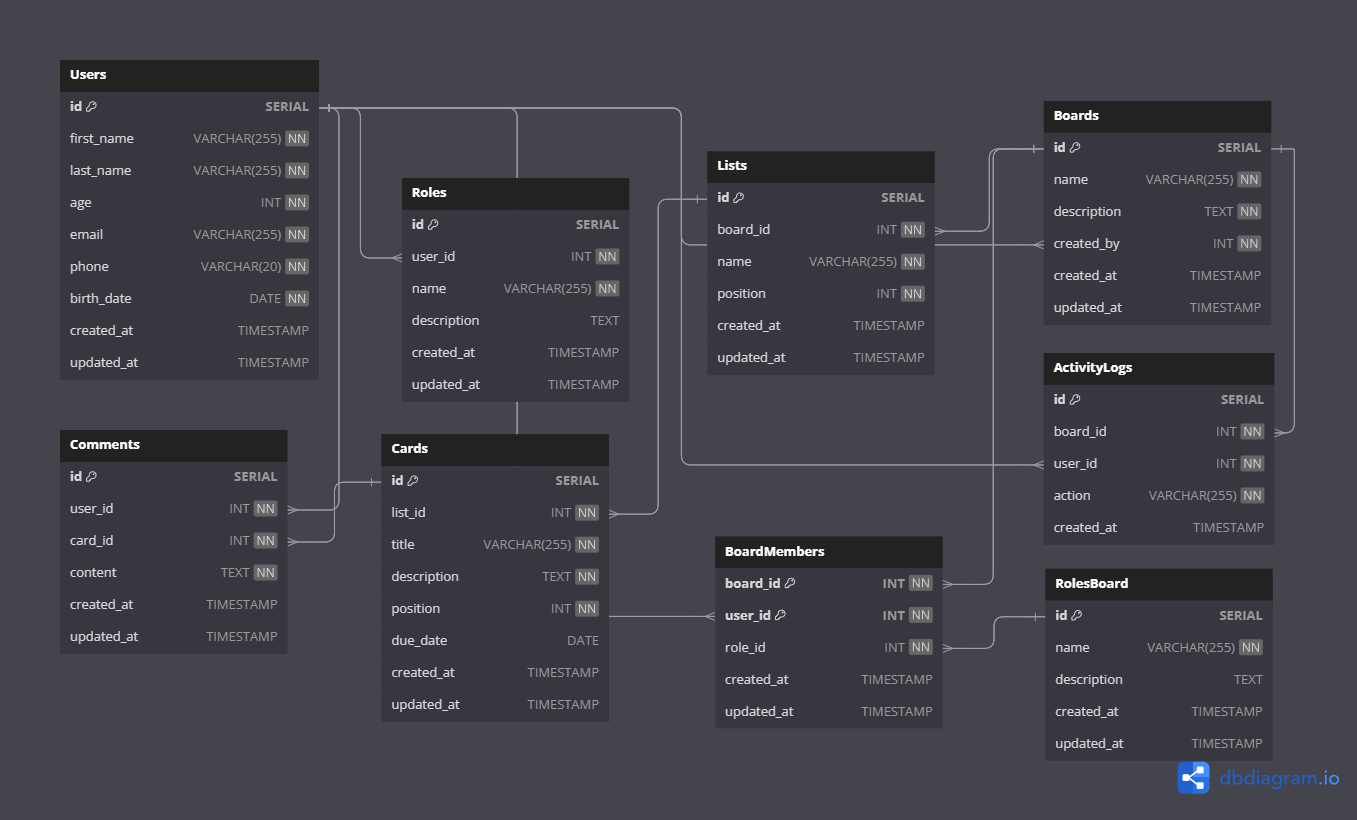 Users
id SERIAL
first_name VARCHAR(255) NN
last_name VARCHAR(255) NN
age INT NN
email VARCHAR(255) NN
phone VARCHAR(20) NN
birth_date DATE NN
created_at TIMESTAMP
updated_at TIMESTAMP
Roles
id SERIAL
user_id INT NN
name VARCHAR(255) NN
description TEXT
created_at TIMESTAMP
updated_at TIMESTAMP
Lists
id SERIAL
board_id INT NN
name VARCHAR(255) NN
position INT NN
created_at TIMESTAMP
updated_at TIMESTAMP
Boards
id SERIAL
name VARCHAR(255) NN
description TEXT NN
created_by INT NN
created_at TIMESTAMP
updated_at TIMESTAMP
Comments
id SERIAL
user_id INT NN
card_id INT NN
content TEXT NN
created_at TIMESTAMP
updated_at TIMESTAMP
Cards
id SERIAL
list_id INT NN
title VARCHAR(255) NN
description TEXT NN
position INT NN
due_date DATE
created_at TIMESTAMP
updated_at TIMESTAMP
BoardMembers
board_id INT NN
user_id INT NN
role_id INT NN
created_at TIMESTAMP
updated_at TIMESTAMP
ActivityLogs
id SERIAL
board_id INT NN
user_id INT NN
action VARCHAR(255) NN
created_at TIMESTAMP
RolesBoard
id SERIAL
name VARCHAR(255) NN
description TEXT
created_at TIMESTAMP
updated_at TIMESTAMP
dbdiagram.io